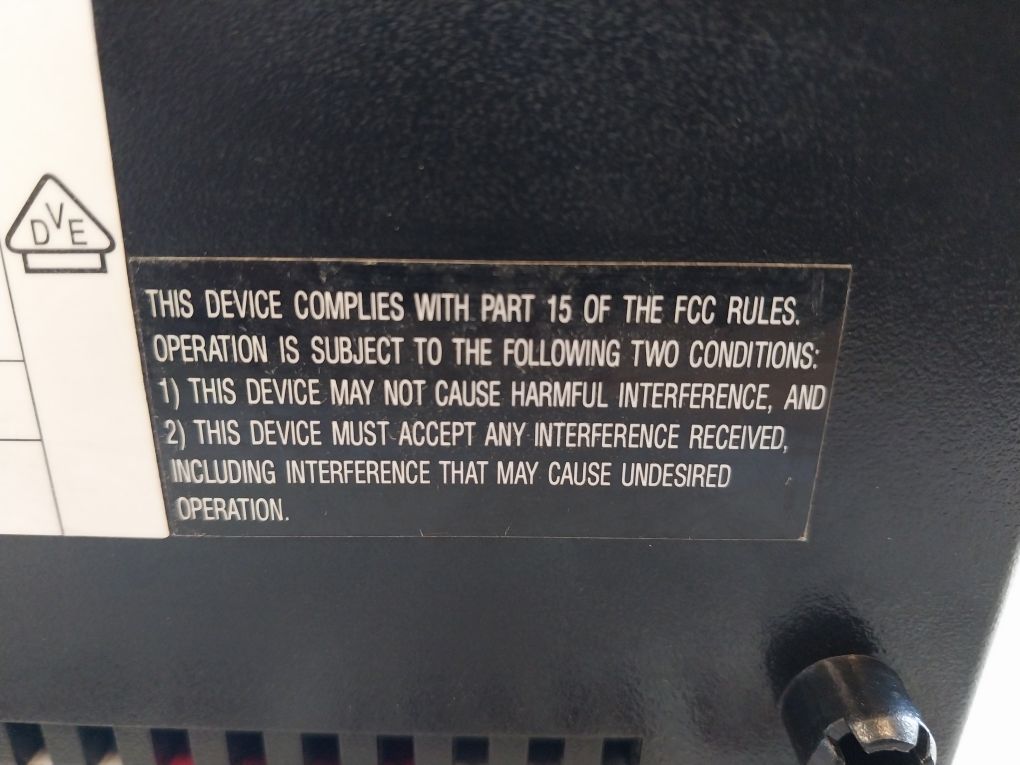 DVE
THIS DEVICE COMPLIES WITH PART 15 OF THE FCC RULES.
OPERATION IS SUBJECT TO THE FOLLOWING TWO CONDITIONS:
1) THIS DEVICE MAY NOT CAUSE HARMFUL INTERFERENCE, AND
2) THIS DEVICE MUST ACCEPT ANY INTERFERENCE RECEIVED,
INCLUDING INTERFERENCE THAT MAY CAUSE UNDESIRED
OPERATION.